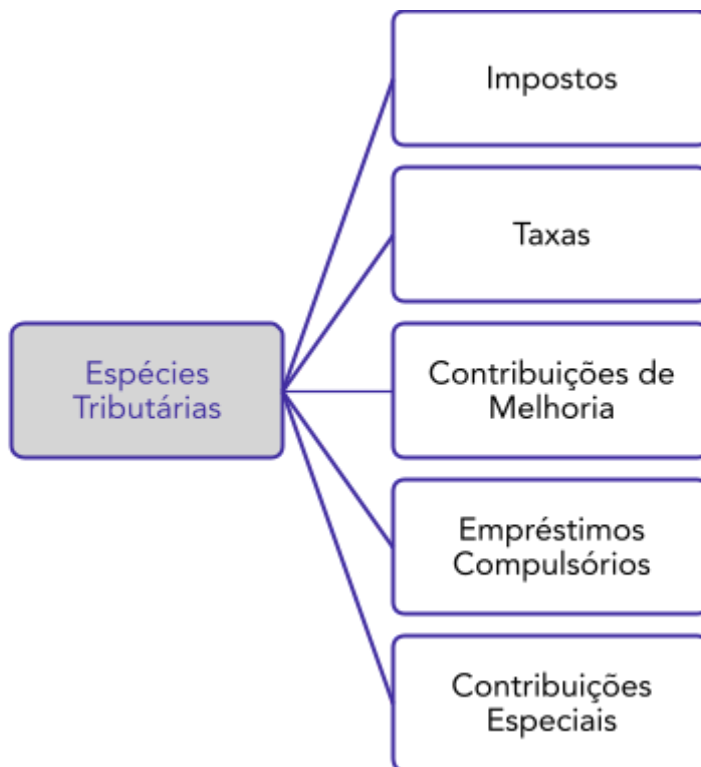 Impostos
Taxas
Espécies
Tributárias
Contribuições de
Melhoria
Empréstimos
Compulsórios
Contribuições
Especiais